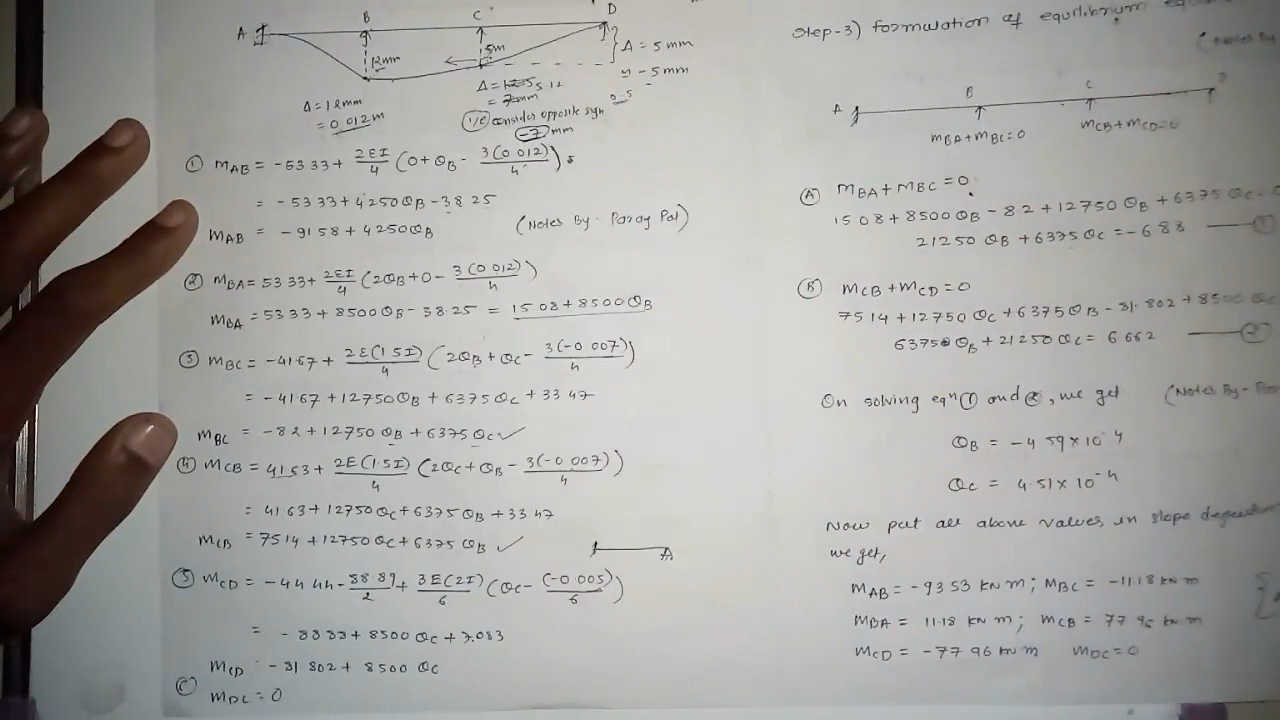 A B C D
12mm
5m
Δ = 5 mm
y - 5 mm
Δ = 12mm
= 0.012m
= 7mm
consider opposite sign
-7 mm
① MAB = -53.33 + 2EI/4 (0 + θB - 3(0.012)/4)
= -53.33 + 4250θB - 38.25
MAB = -91.58 + 4250θB
(Notes By - Parag Pal)
② MBA = 53.33 + 2EI/4 (2θB + 0 - 3(0.012)/4)
MBA = 53.33 + 8500θB - 38.25 = 15.08 + 8500θB
③ MBC = -41.67 + 2E(1.5I)/4 (2θB + θC - 3(-0.007)/4)
= -41.67 + 12750θB + 6375θC + 33.47
MBC = -8.2 + 12750θB + 6375θC ✓
④ MCB = 41.63 + 2E(1.5I)/4 (2θC + θB - 3(-0.007)/4)
= 41.63 + 12750θC + 6375θB + 33.47
MCB = 75.14 + 12750θC + 6375θB ✓
⑤ MCD = -44.44 - 88.89/2 + 3E(2I)/6 (θC - (-0.005)/6)
= -88.88 + 8500θC + 7.083
MCD = -81.802 + 8500θC
⑥ MDC = 0
Step-3) formulation of equilibrium
(Notes By
A B C D
MBA + MBC = 0
MCB + MCD = 0
Ⓐ MBA + MBC = 0
15.08 + 8500θB - 8.2 + 12750θB + 6375θC = 0
21250θB + 6375θC = -6.88 — ①
Ⓑ MCB + MCD = 0
75.14 + 12750θC + 6375θB - 81.802 + 8500θC
6375θB + 21250θC = 6.662 — ②
On solving eqn ① and ②, we get
(Notes By -
θB = -4.59×10⁻⁴
θC = 4.51×10⁻⁴
Now put all above values in slope
we get,
MAB = -93.53 kN m; MBC = -11.18 kN m
MBA = 11.18 kN m; MCB = 77.96 kN m
MCD = -77.96 kN m MDC = 0